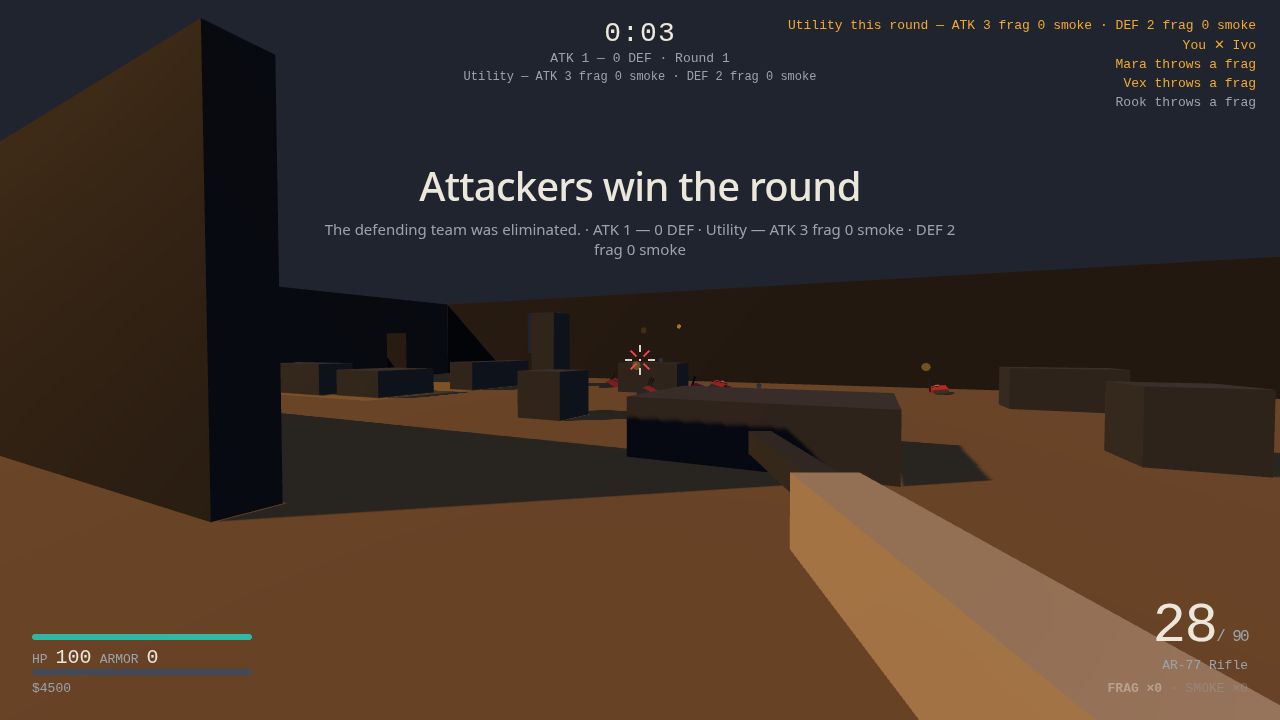 0:03
ATK 1 — 0 DEF · Round 1
Utility — ATK 3 frag 0 smoke · DEF 2 frag 0 smoke
Utility this round — ATK 3 frag 0 smoke · DEF 2 frag 0 smoke
You ✕ Ivo
Mara throws a frag
Vex throws a frag
Rook throws a frag
Attackers win the round
The defending team was eliminated. · ATK 1 — 0 DEF · Utility — ATK 3 frag 0 smoke · DEF 2
frag 0 smoke
HP 100 ARMOR 0
$4500
28 / 90
AR-77 Rifle
FRAG ×0 · SMOKE ×0